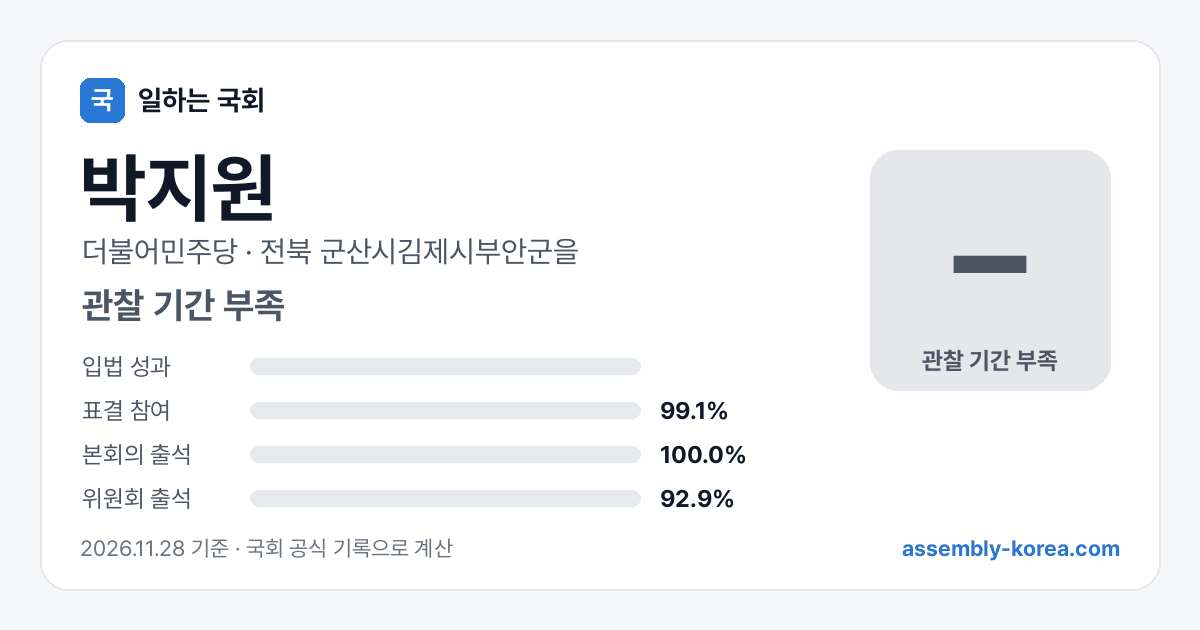 국 일하는 국회
박지원
더불어민주당 · 전북 군산시김제시부안군을
관찰 기간 부족
—
관찰 기간 부족
입법 성과
표결 참여 99.1%
본회의 출석 100.0%
위원회 출석 92.9%
2026.11.28 기준 · 국회 공식 기록으로 계산
assembly-korea.com